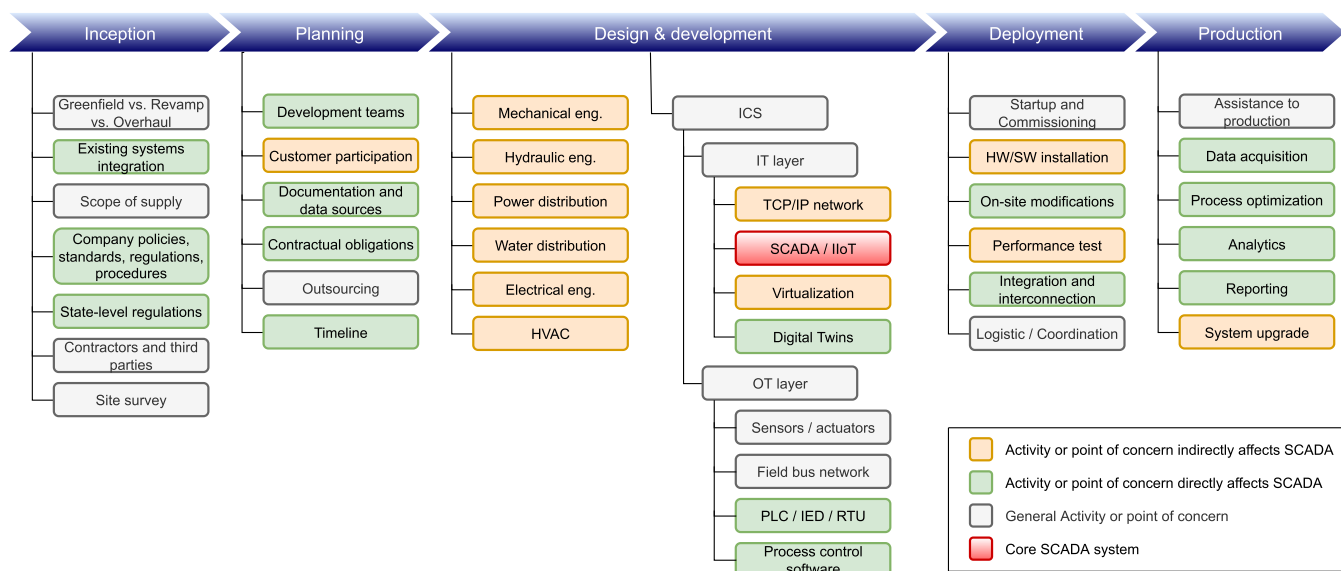 Inception
Planning
Design & development
Deployment
Production
Greenfield vs. Revamp
vs. Overhaul
Existing systems
integration
Scope of supply
Company policies,
standards, regulations,
procedures
State-level regulations
Contractors and third
parties
Site survey
Development teams
Customer participation
Documentation and
data sources
Contractual obligations
Outsourcing
Timeline
Mechanical eng.
Hydraulic eng.
Power distribution
Water distribution
Electrical eng.
HVAC
ICS
IT layer
TCP/IP network
SCADA / IIoT
Virtualization
Digital Twins
OT layer
Sensors / actuators
Field bus network
PLC / IED / RTU
Process control
software
Startup and
Commissioning
HW/SW installation
On-site modifications
Performance test
Integration and
interconnection
Logistic / Coordination
Assistance to
production
Data acquisition
Process optimization
Analytics
Reporting
System upgrade
Activity or point of concern indirectly affects SCADA
Activity or point of concern directly affects SCADA
General Activity or point of concern
Core SCADA system